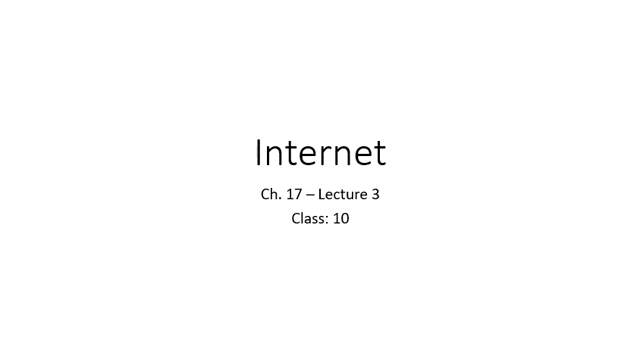 Internet
Ch. 17 – Lecture 3
Class: 10